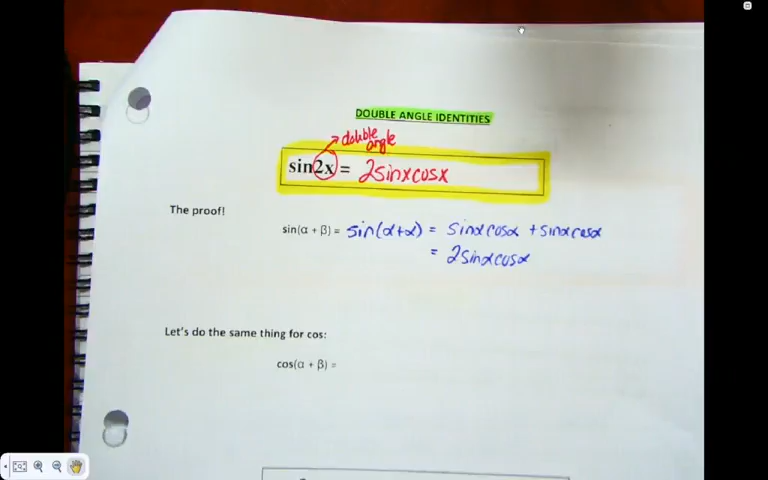 DOUBLE ANGLE IDENTITIES
double
angle
sin2x = 2sinxcosx
The proof!
sin(α + β) = sin(α+α) = sinαcosα + sinαcosα
= 2sinαcosα
Let's do the same thing for cos:
cos(α + β) =